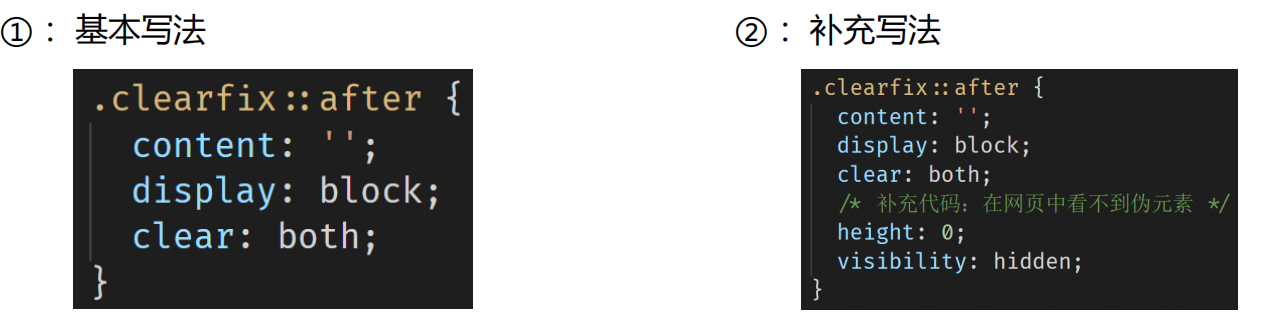 ①：基本写法
.clearfix::after {
content: '';
display: block;
clear: both;
}
②：补充写法
.clearfix::after {
content: '';
display: block;
clear: both;
/* 补充代码：在网页中看不到伪元素 */
height: 0;
visibility: hidden;
}